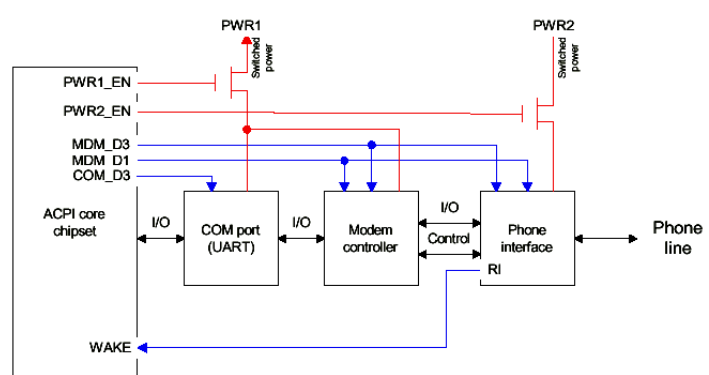 PWR1
PWR2
Switched
power
Switched
power
PWR1_EN
PWR2_EN
MDM_D3
MDM_D1
COM_D3
ACPI core
chipset
I/O
COM port
(UART)
I/O
Modem
controller
I/O
Control
Phone
interface
RI
Phone
line
WAKE